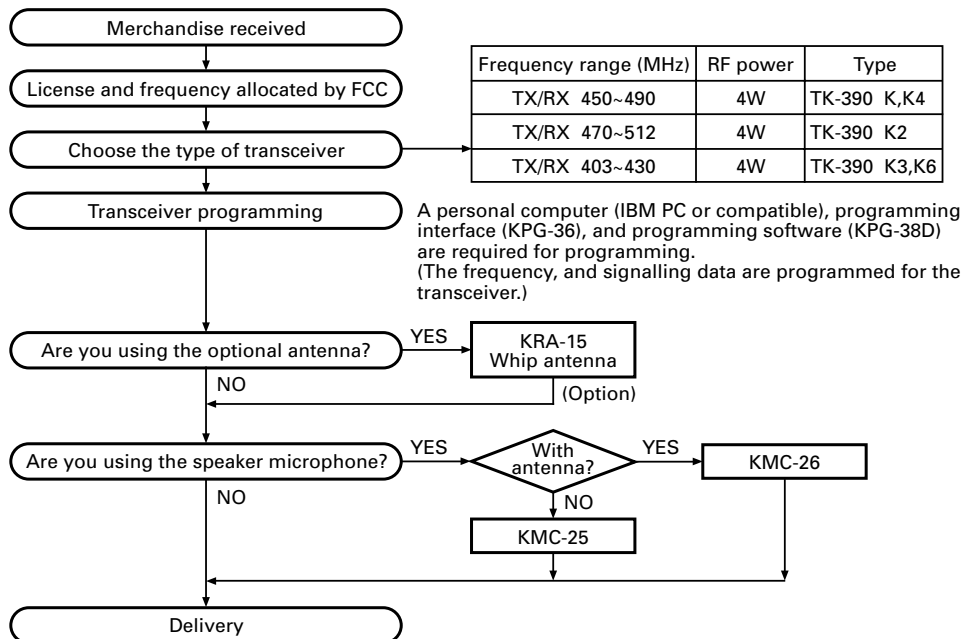 Merchandise received
License and frequency allocated by FCC
Choose the type of transceiver
Frequency range (MHz) RF power Type
TX/RX 450~490 4W TK-390 K,K4
TX/RX 470~512 4W TK-390 K2
TX/RX 403~430 4W TK-390 K3,K6
Transceiver programming
A personal computer (IBM PC or compatible), programming
interface (KPG-36), and programming software (KPG-38D)
are required for programming.
(The frequency, and signalling data are programmed for the
transceiver.)
Are you using the optional antenna?
YES
KRA-15
Whip antenna
NO
(Option)
Are you using the speaker microphone?
YES
With
antenna?
YES
KMC-26
NO
NO
KMC-25
Delivery